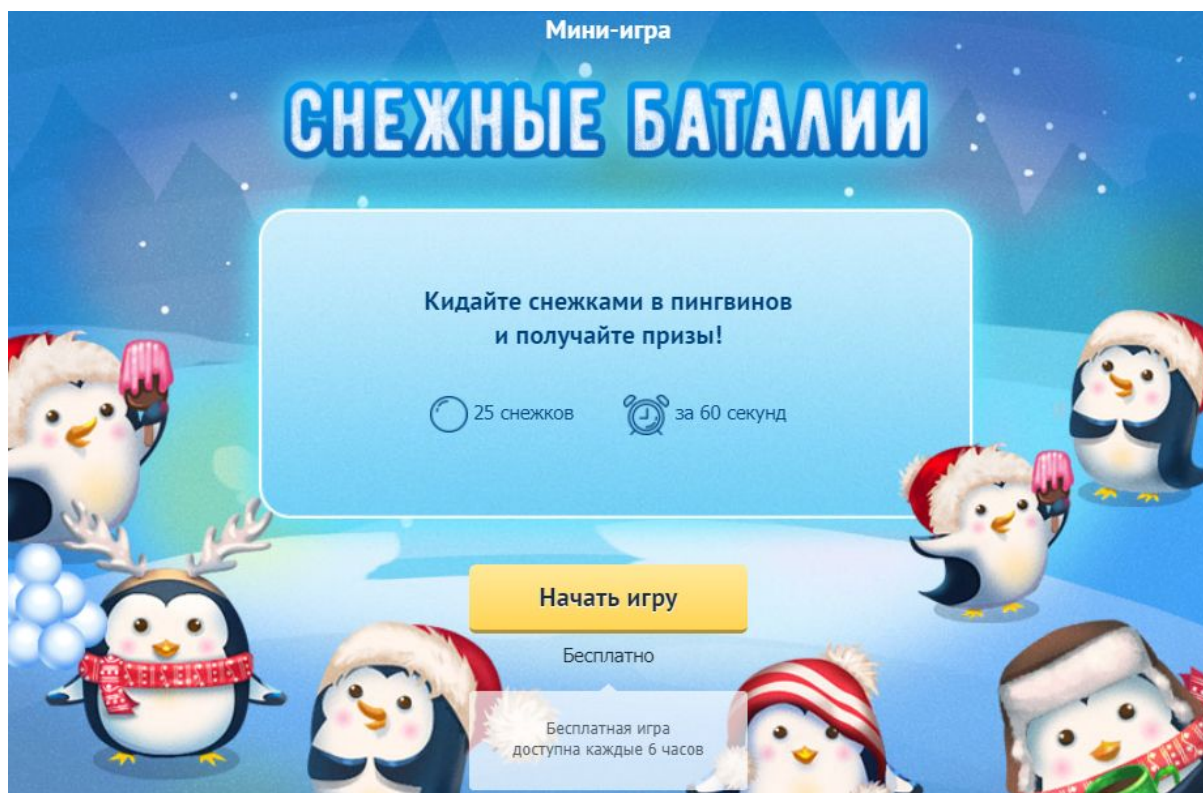 Мини-игра
СНЕЖНЫЕ БАТАЛИИ
Кидайте снежками в пингвинов
и получайте призы!
25 снежков
за 60 секунд
Начать игру
Бесплатно
Бесплатная игра
доступна каждые 6 часов